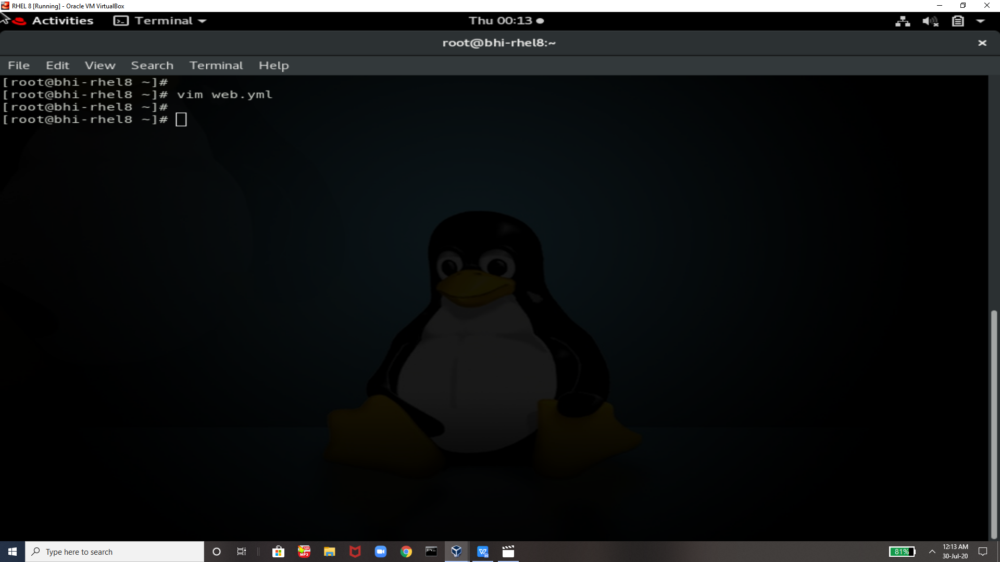 RHEL 8 [Running] - Oracle VM VirtualBox
Activities Terminal Thu 00:13
root@bhi-rhel8:~
File Edit View Search Terminal Help
[root@bhi-rhel8 ~]#
[root@bhi-rhel8 ~]# vim web.yml
[root@bhi-rhel8 ~]#
[root@bhi-rhel8 ~]#
Type here to search
MP3
81%
12:13 AM
30-Jul-20